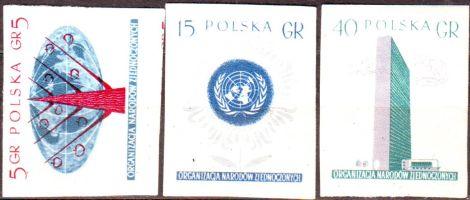 5 GR POLSKA GR 5
ORGANIZACJA NARODÓW ZJEDNOCZONYCH
15 POLSKA GR
ORGANIZACJA NARODÓW ZJEDNOCZONYCH
40 POLSKA GR
ORGANIZACJA NARODÓW ZJEDNOCZONYCH